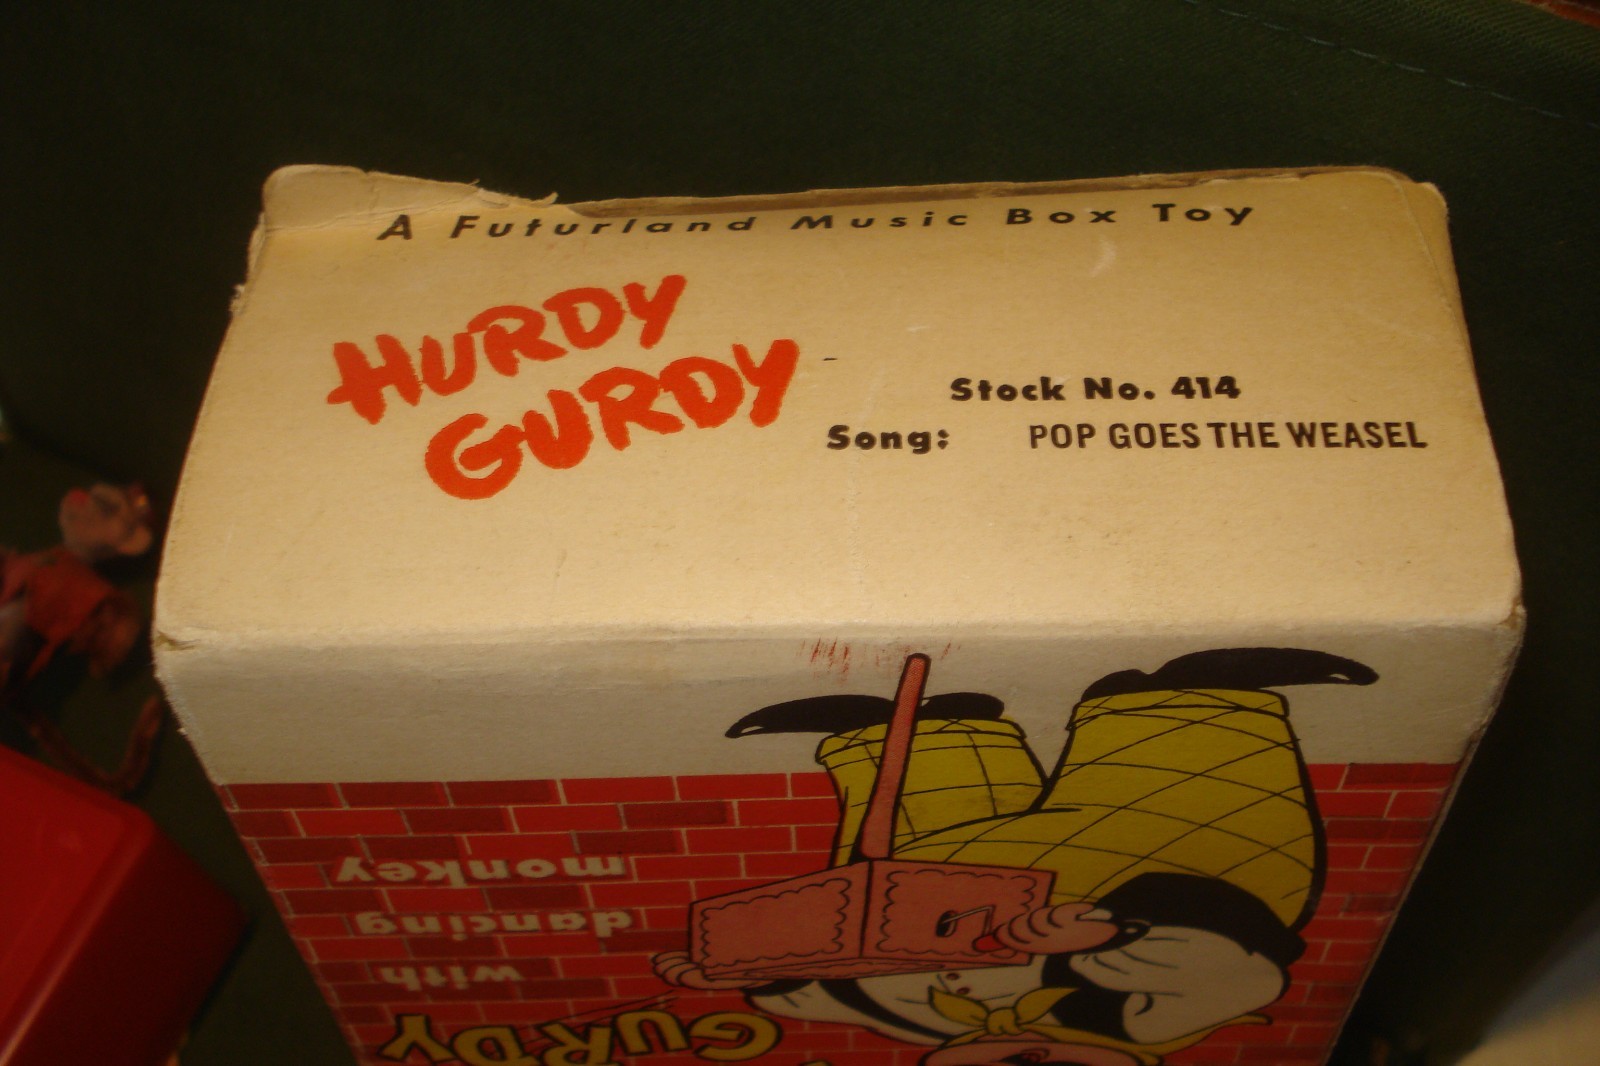 A Futurland Music Box Toy
HURDY
GURDY
Stock No. 414
Song: POP GOES THE WEASEL
GURDY
with
dancing
monkey